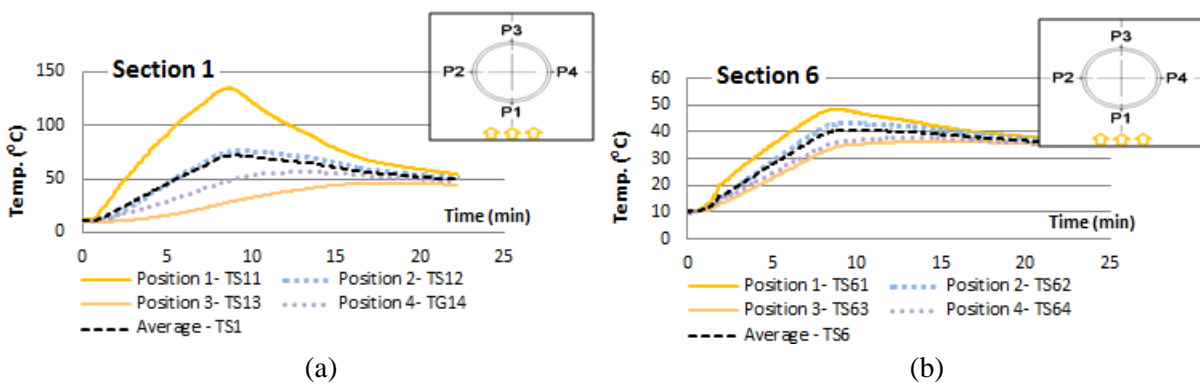 Section 1
Temp. (°C)
150
100
50
0
0 5 10 15 20 25
Time (min)
P3
P2 P4
P1
Position 1- TS11 Position 2- TS12
Position 3- TS13 Position 4- TG14
Average - TS1
(a)
Section 6
Temp. (°C)
60
50
40
30
20
10
0
0 5 10 15 20 25
Time (min)
P3
P2 P4
P1
Position 1- TS61 Position 2- TS62
Position 3- TS63 Position 4- TS64
Average - TS6
(b)